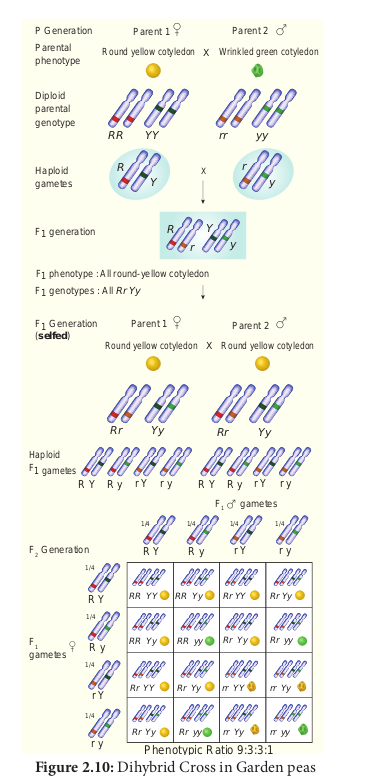 P Generation Parent 1 ♀ Parent 2 ♂
Parental phenotype Round yellow cotyledon X Wrinkled green cotyledon
Diploid parental genotype
RR YY rr yy
Haploid gametes R Y X r y
F1 generation R r Y y
F1 phenotype : All round-yellow cotyledon
F1 genotypes : All Rr Yy
F1 Generation (selfed) Parent 1 ♀ Parent 2 ♂
Round yellow cotyledon X Round yellow cotyledon
Rr Yy Rr Yy
Haploid F1 gametes
R Y R y r Y r y R Y R y r Y r y
F1 ♂ gametes
1/4 1/4 1/4 1/4
F2 Generation R Y R y r Y r y
1/4 R Y RR YY RR Yy RR YY Rr Yy
F1 gametes ♀
1/4 R y RR Yy RR yy Rr Yy Rr yy
1/4 r Y Rr YY Rr Yy rr YY rr Yy
1/4 r y Rr Yy Rr yy rr Yy rr yy
Phenotypic Ratio 9:3:3:1
Figure 2.10: Dihybrid Cross in Garden peas